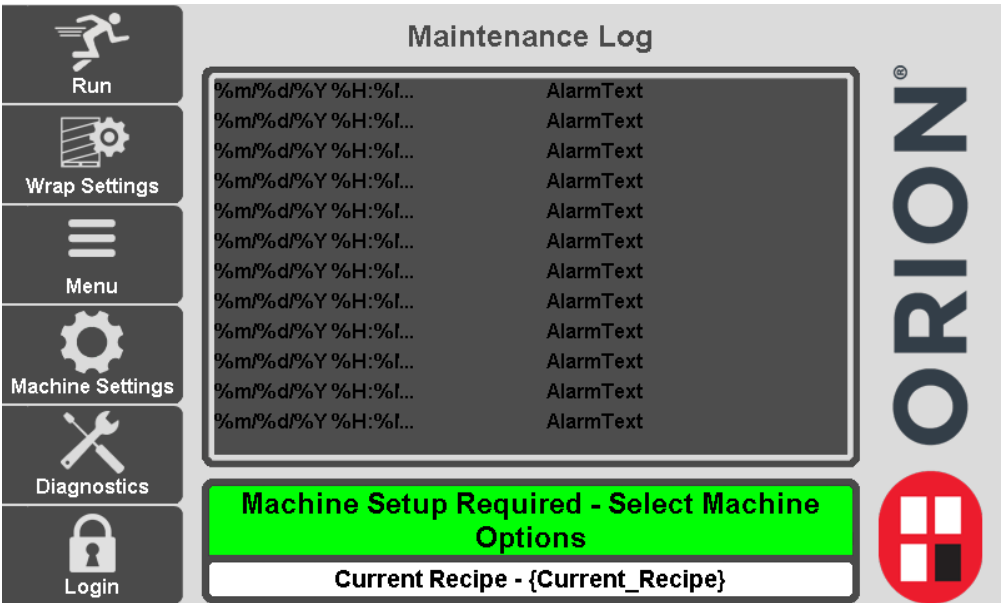 Maintenance Log
Run
Wrap Settings
Menu
Machine Settings
Diagnostics
Login
%m/%d/%Y %H:%I... AlarmText
%m/%d/%Y %H:%I... AlarmText
%m/%d/%Y %H:%I... AlarmText
%m/%d/%Y %H:%I... AlarmText
%m/%d/%Y %H:%I... AlarmText
%m/%d/%Y %H:%I... AlarmText
%m/%d/%Y %H:%I... AlarmText
%m/%d/%Y %H:%I... AlarmText
%m/%d/%Y %H:%I... AlarmText
%m/%d/%Y %H:%I... AlarmText
%m/%d/%Y %H:%I... AlarmText
%m/%d/%Y %H:%I... AlarmText
Machine Setup Required - Select Machine
Options
Current Recipe - {Current_Recipe}
ORION®